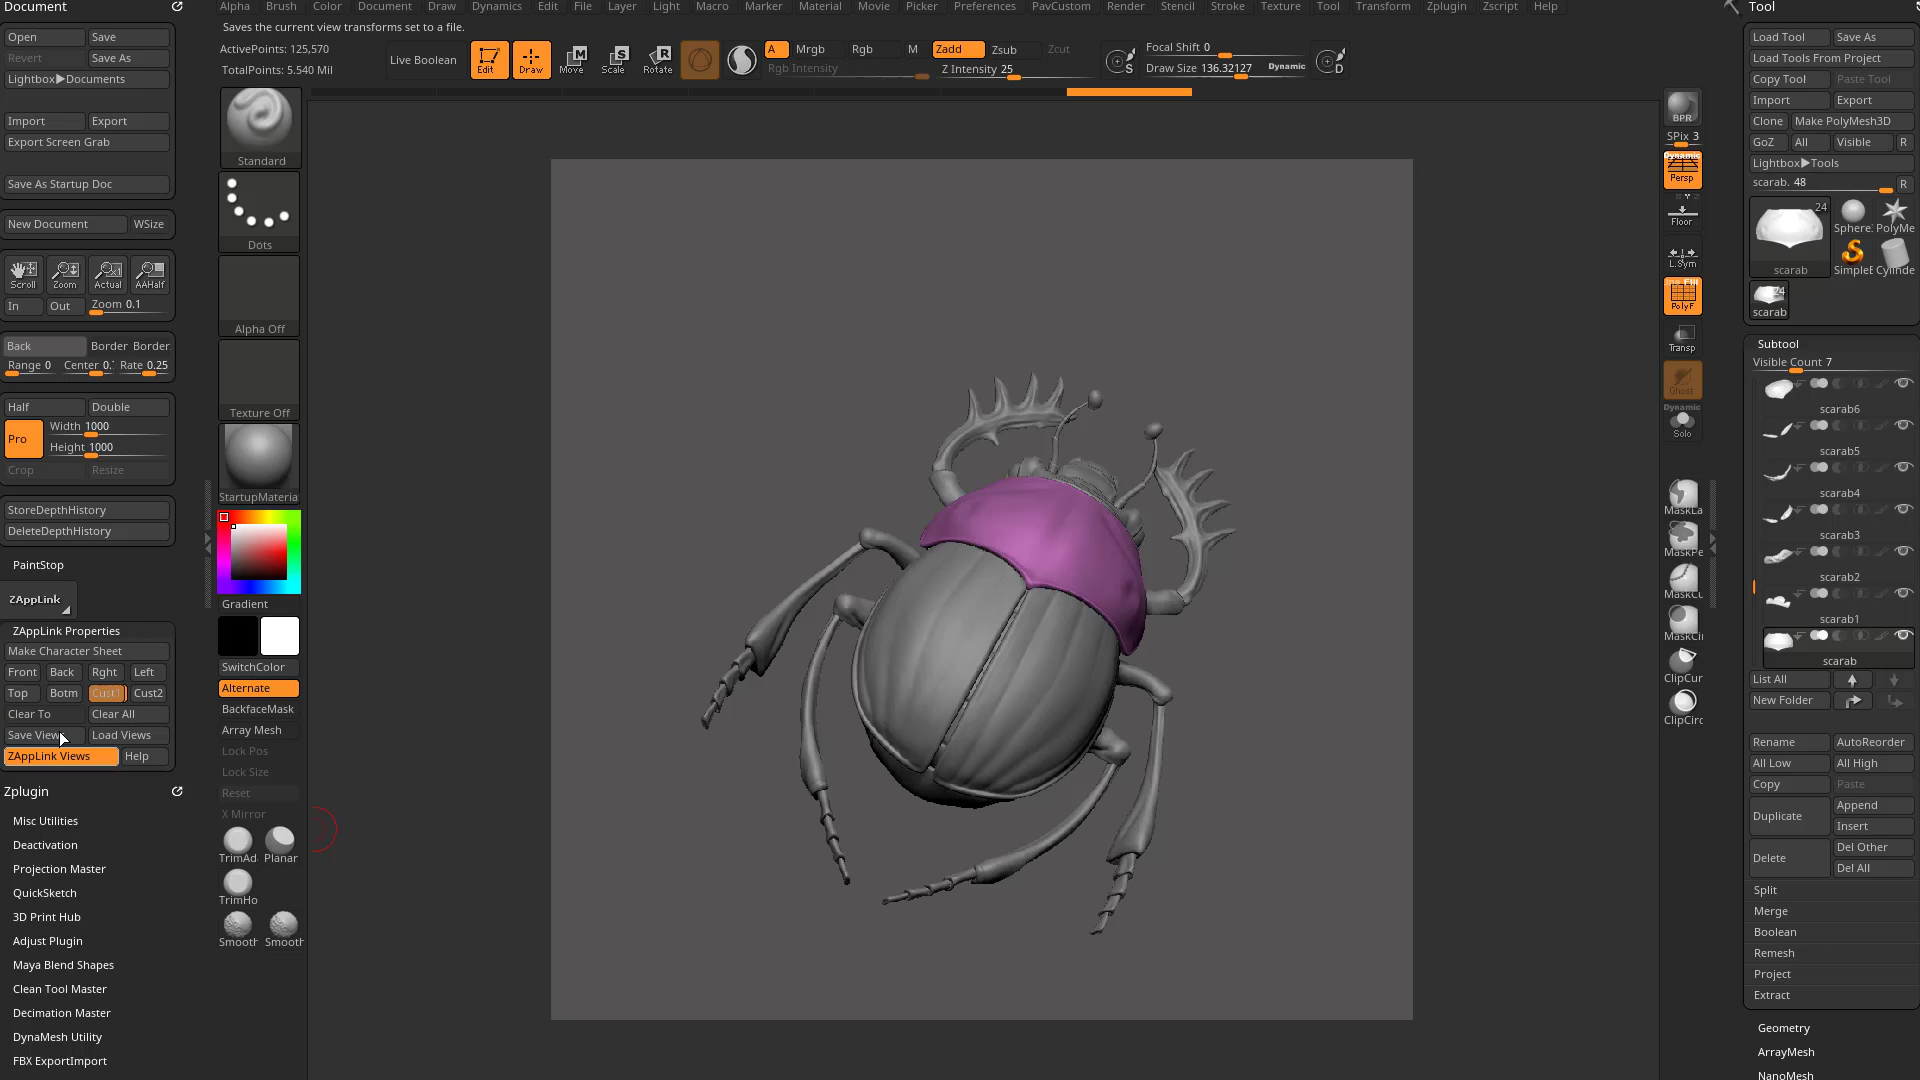 Document
Open
Save
Revert
Save As
Lightbox▶Documents
Import
Export
Export Screen Grab
Save As Startup Doc
New Document
WSize
Scroll
Zoom
Actual
AAHalf
In
Out
Zoom 0.1
Back
Border
Border
Range 0
Center 0.
Rate 0.25
Half
Double
Pro
Width 1000
Height 1000
Crop
Resize
StoreDepthHistory
DeleteDepthHistory
PaintStop
ZAppLink
ZAppLink Properties
Make Character Sheet
Front
Back
Rght
Left
Top
Botm
Cust1
Cust2
Clear To
Clear All
Save Views
Load Views
ZAppLink Views
Help
Zplugin
Misc Utilities
Deactivation
Projection Master
QuickSketch
3D Print Hub
Adjust Plugin
Maya Blend Shapes
Clean Tool Master
Decimation Master
DynaMesh Utility
FBX ExportImport
Alpha
Brush
Color
Document
Draw
Dynamics
Edit
File
Layer
Light
Macro
Marker
Material
Movie
Picker
Preferences
PavCustom
Render
Stencil
Stroke
Texture
Tool
Transform
Zplugin
Zscript
Help
Saves the current view transforms set to a file.
ActivePoints: 125,570
TotalPoints: 5.540 Mil
Live Boolean
Edit
Draw
Move
Scale
Rotate
A
Mrgb
Rgb
M
Zadd
Zsub
Zcut
Rgb Intensity
Z Intensity 25
S
Focal Shift 0
Draw Size 136.32127
Dynamic
D
Standard
Dots
Alpha Off
Texture Off
StartupMateria
Gradient
SwitchColor
Alternate
BackfaceMask
Array Mesh
Lock Pos
Lock Size
Reset
X Mirror
TrimAd
Planar
TrimHo
Smooth
Smooth
BPR
SPix 3
Dynamic
Persp
Floor
L.Sym
PolyF
Transp
Ghost
Dynamic
Solo
MaskLa
MaskPe
MaskCu
MaskCi
ClipCur
ClipCirc
Tool
Load Tool
Save As
Load Tools From Project
Copy Tool
Paste Tool
Import
Export
Clone
Make PolyMesh3D
GoZ
All
Visible
R
Lightbox▶Tools
scarab. 48
R
24
scarab
Sphere
PolyMe
SimpleB
Cylinde
24
scarab
Subtool
Visible Count 7
scarab6
scarab5
scarab4
scarab3
scarab2
scarab1
scarab
List All
New Folder
Rename
AutoReorder
All Low
All High
Copy
Paste
Duplicate
Append
Insert
Delete
Del Other
Del All
Split
Merge
Boolean
Remesh
Project
Extract
Geometry
ArrayMesh
NanoMesh